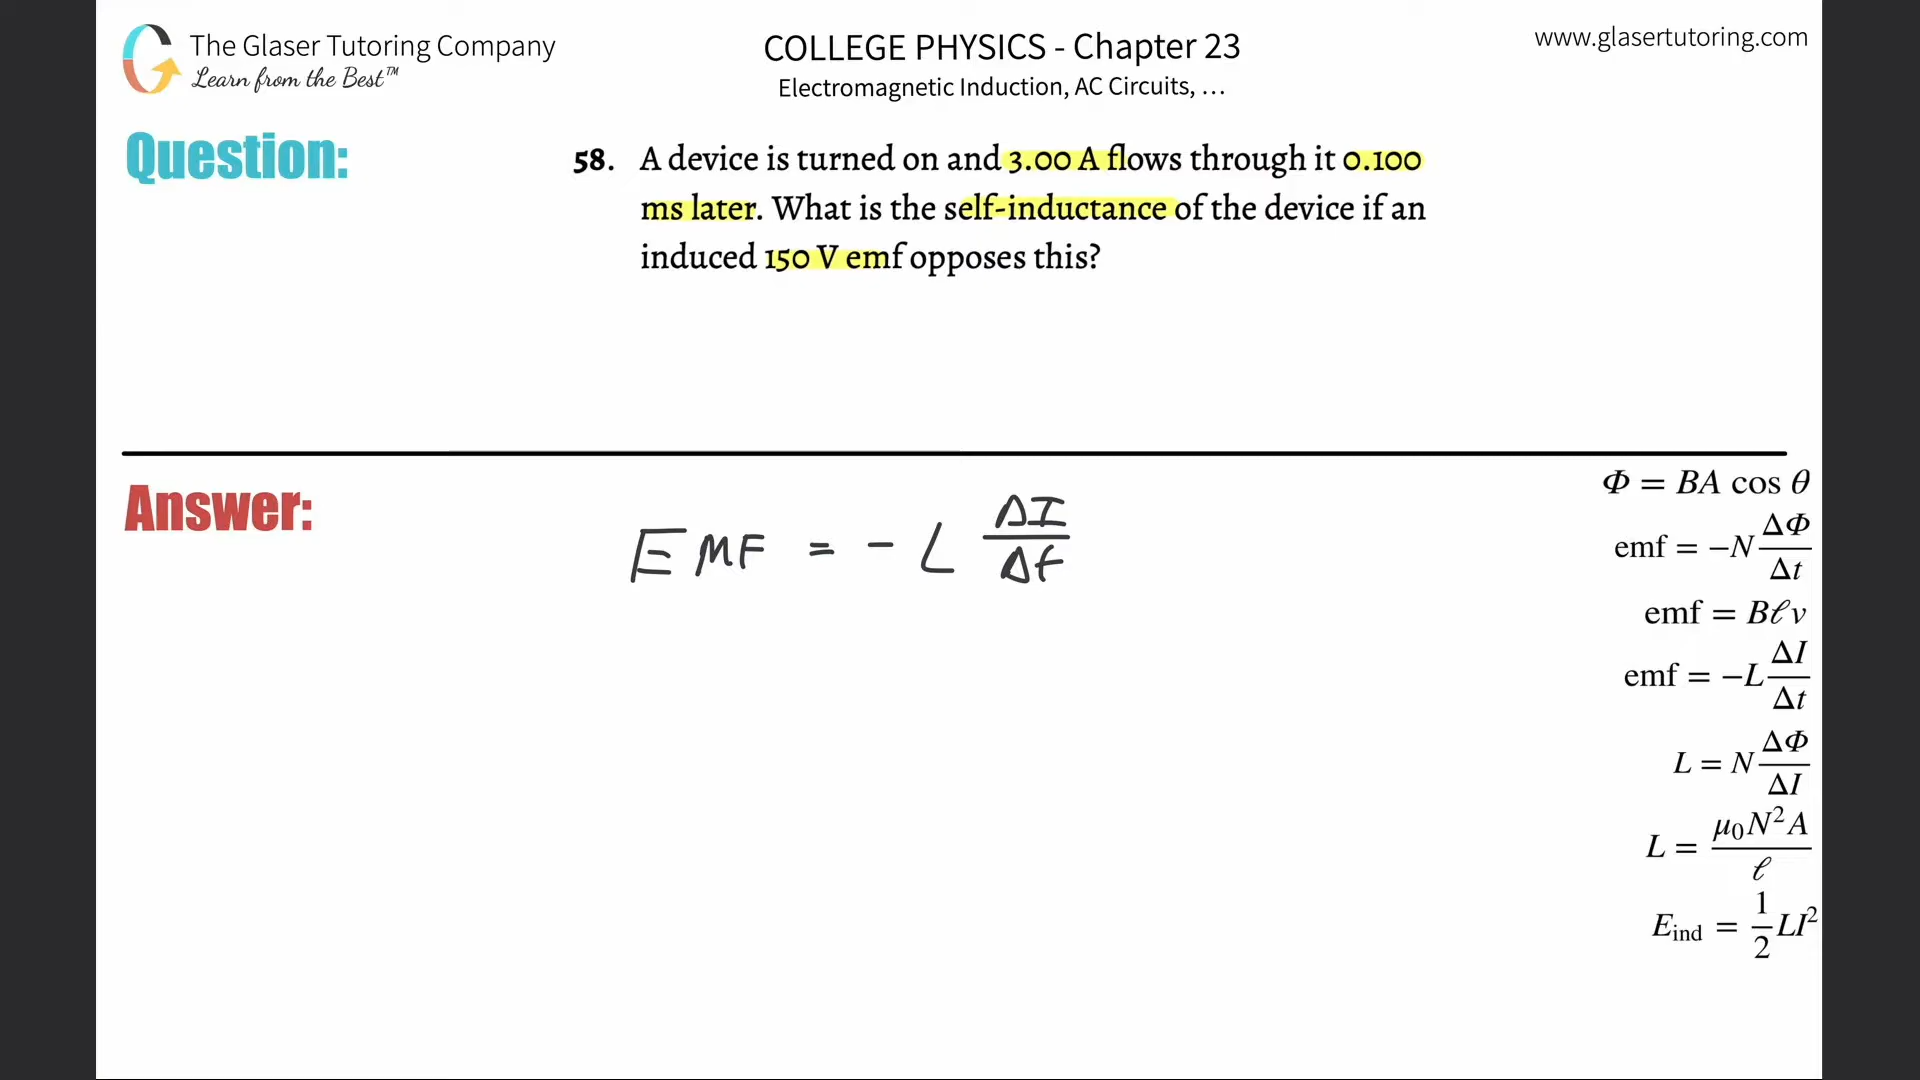 The Glaser Tutoring Company
Learn from the Best™
COLLEGE PHYSICS - Chapter 23
Electromagnetic Induction, AC Circuits, …
www.glasertutoring.com
Question:
58. A device is turned on and 3.00 A flows through it 0.100
ms later. What is the self-inductance of the device if an
induced 150 V emf opposes this?
Answer:
EMF = - L ΔI/Δt
Φ = BA cos θ
emf = −N ΔΦ/Δt
emf = Bℓv
emf = −L ΔI/Δt
L = N ΔΦ/ΔI
L = μ₀N²A/ℓ
E_ind = 1/2 LI²